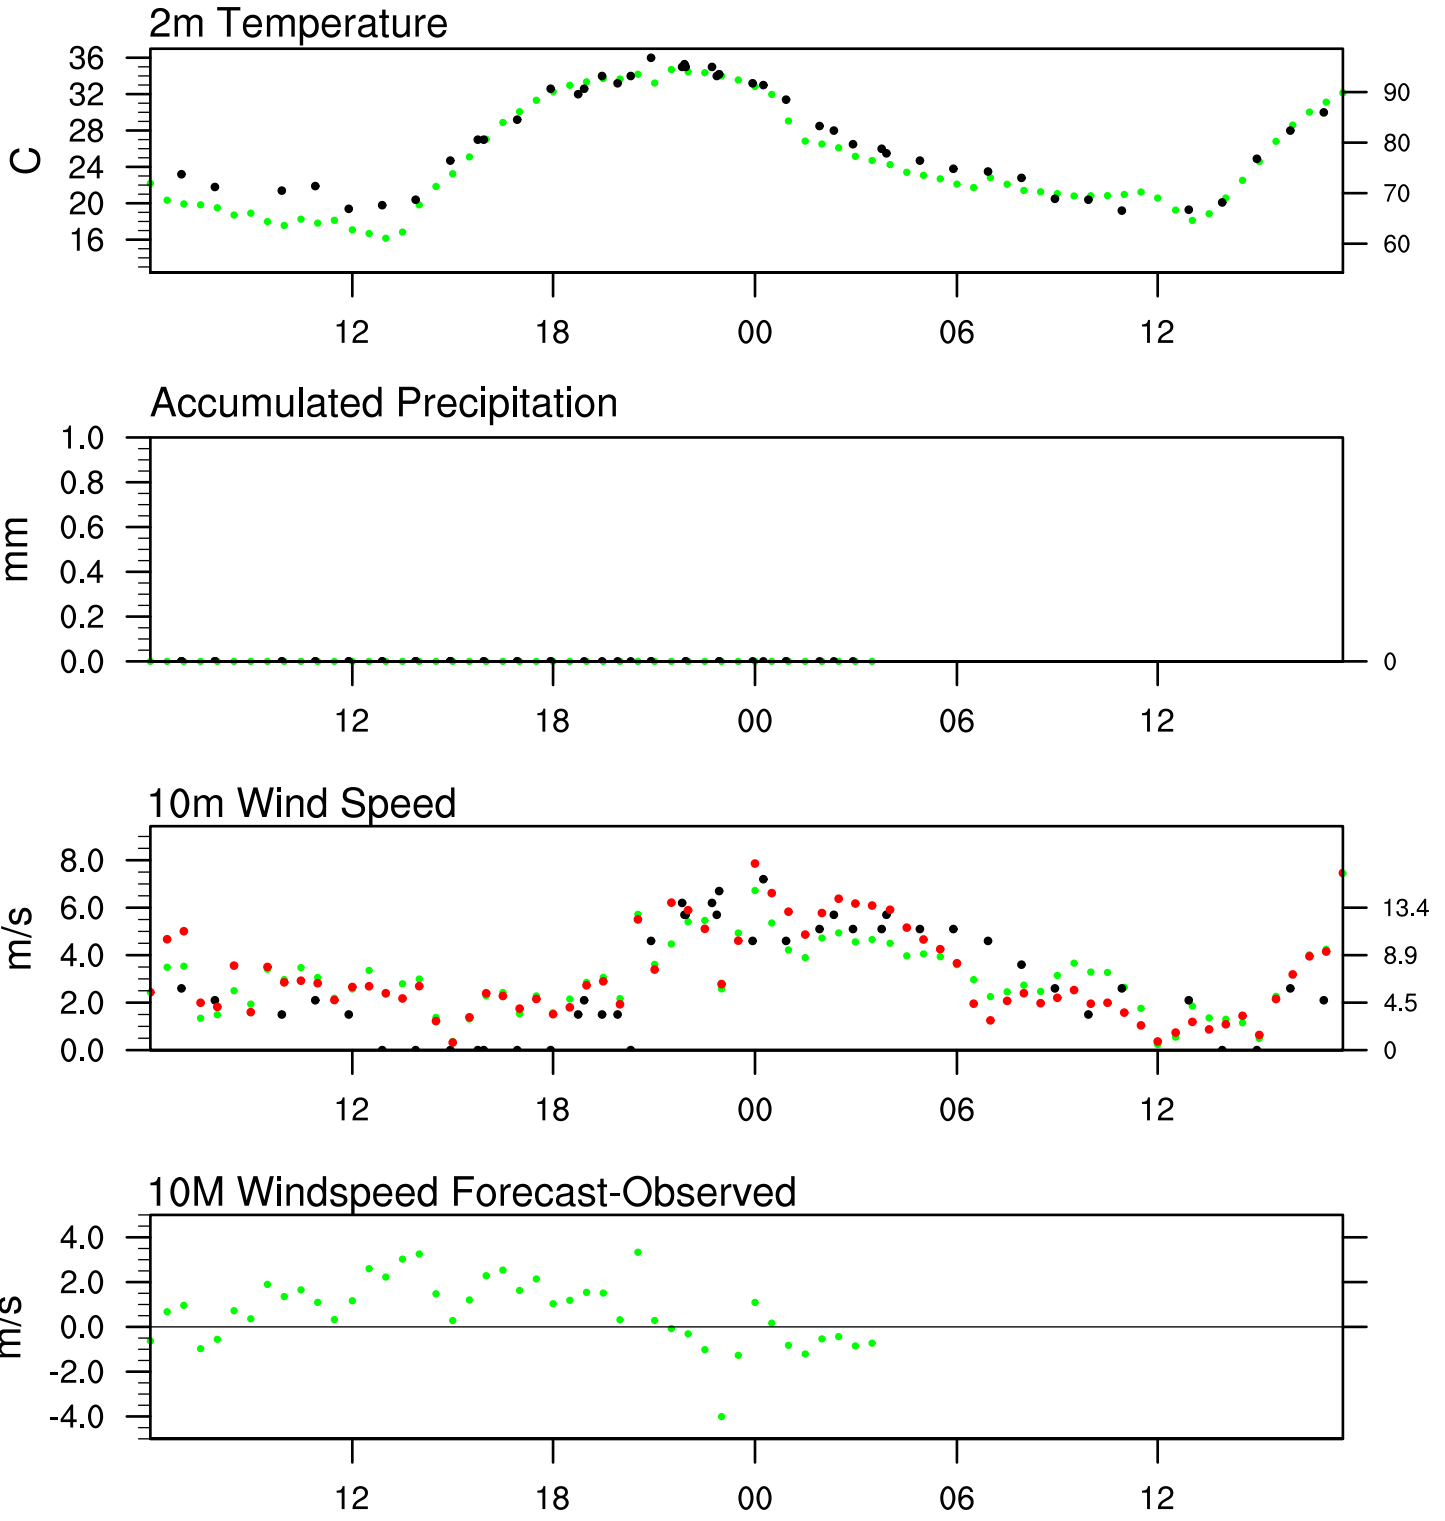 2m Temperature
36
32
28
24
20
16
C
90
80
70
60
12 18 00 06 12
Accumulated Precipitation
1.0
0.8
0.6
0.4
0.2
0.0
mm
0
12 18 00 06 12
10m Wind Speed
8.0
6.0
4.0
2.0
0.0
m/s
13.4
8.9
4.5
0
12 18 00 06 12
10M Windspeed Forecast-Observed
4.0
2.0
0.0
-2.0
-4.0
m/s
12 18 00 06 12